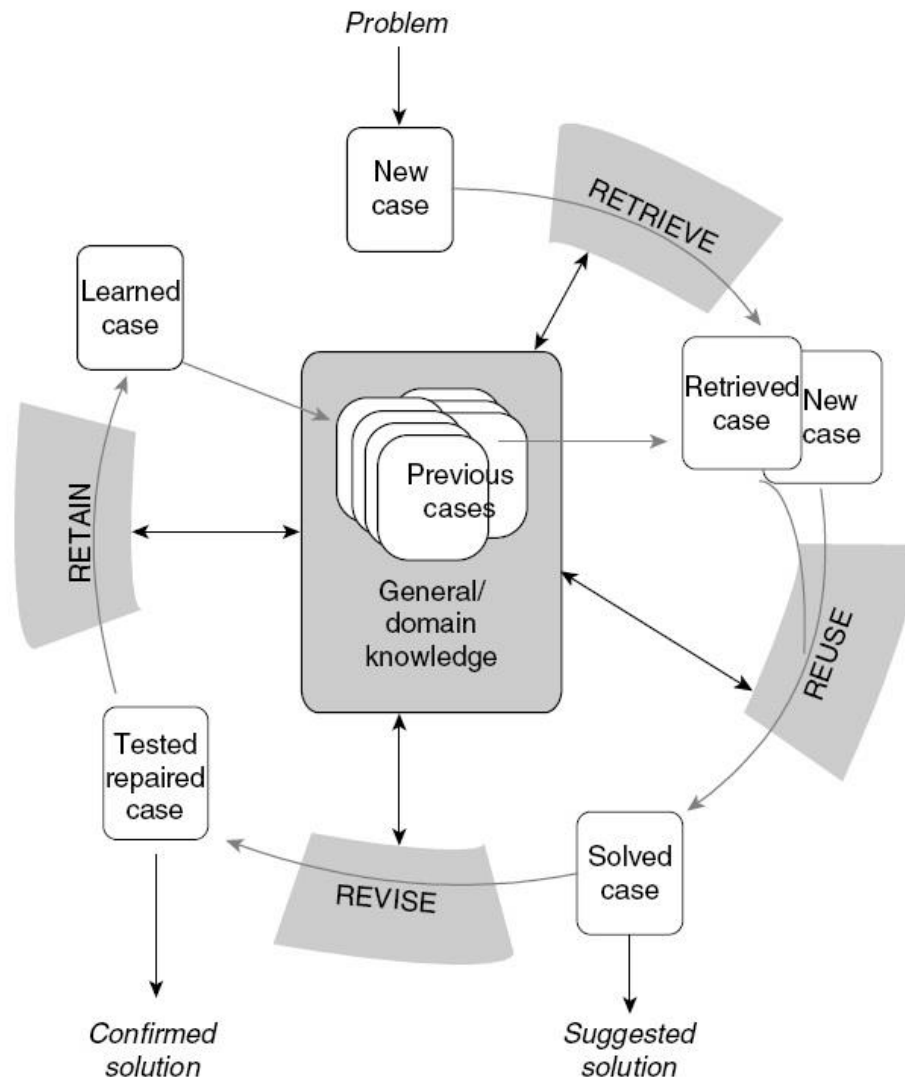 Problem
New
case
RETRIEVE
Learned
case
Retrieved
case
New
case
Previous
cases
RETAIN
General/
domain
knowledge
REUSE
Tested
repaired
case
Solved
case
REVISE
Confirmed
solution
Suggested
solution